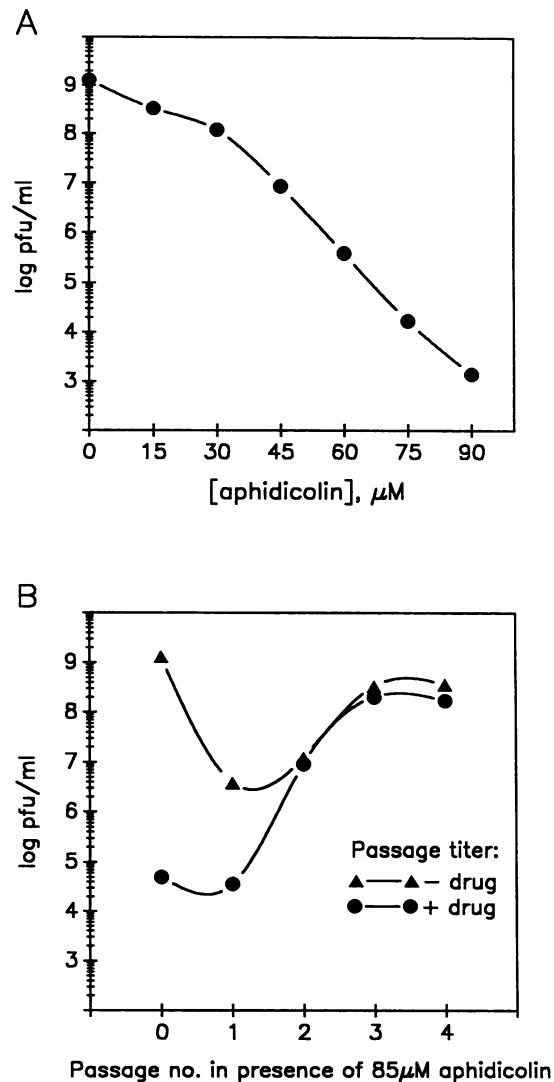 A
9
8
7
6
5
4
3
log pfu/ml
0 15 30 45 60 75 90
[aphidicolin], μM
B
9
8
7
6
5
4
3
log pfu/ml
Passage titer:
− drug
+ drug
0 1 2 3 4
Passage no. in presence of 85μM aphidicolin